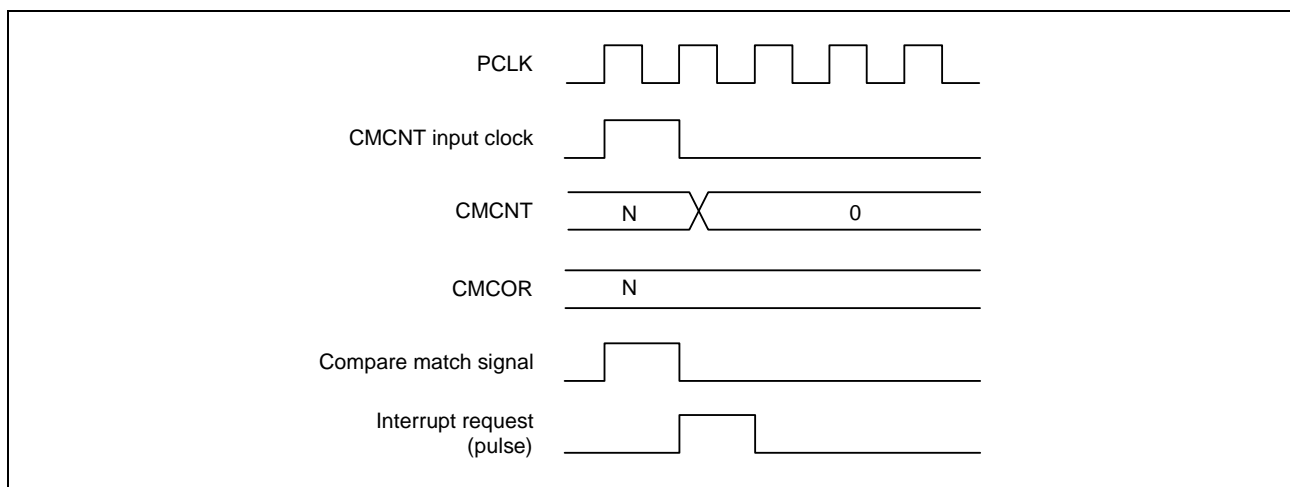 PCLK
CMCNT input clock
CMCNT
N
0
CMCOR
N
Compare match signal
Interrupt request
(pulse)